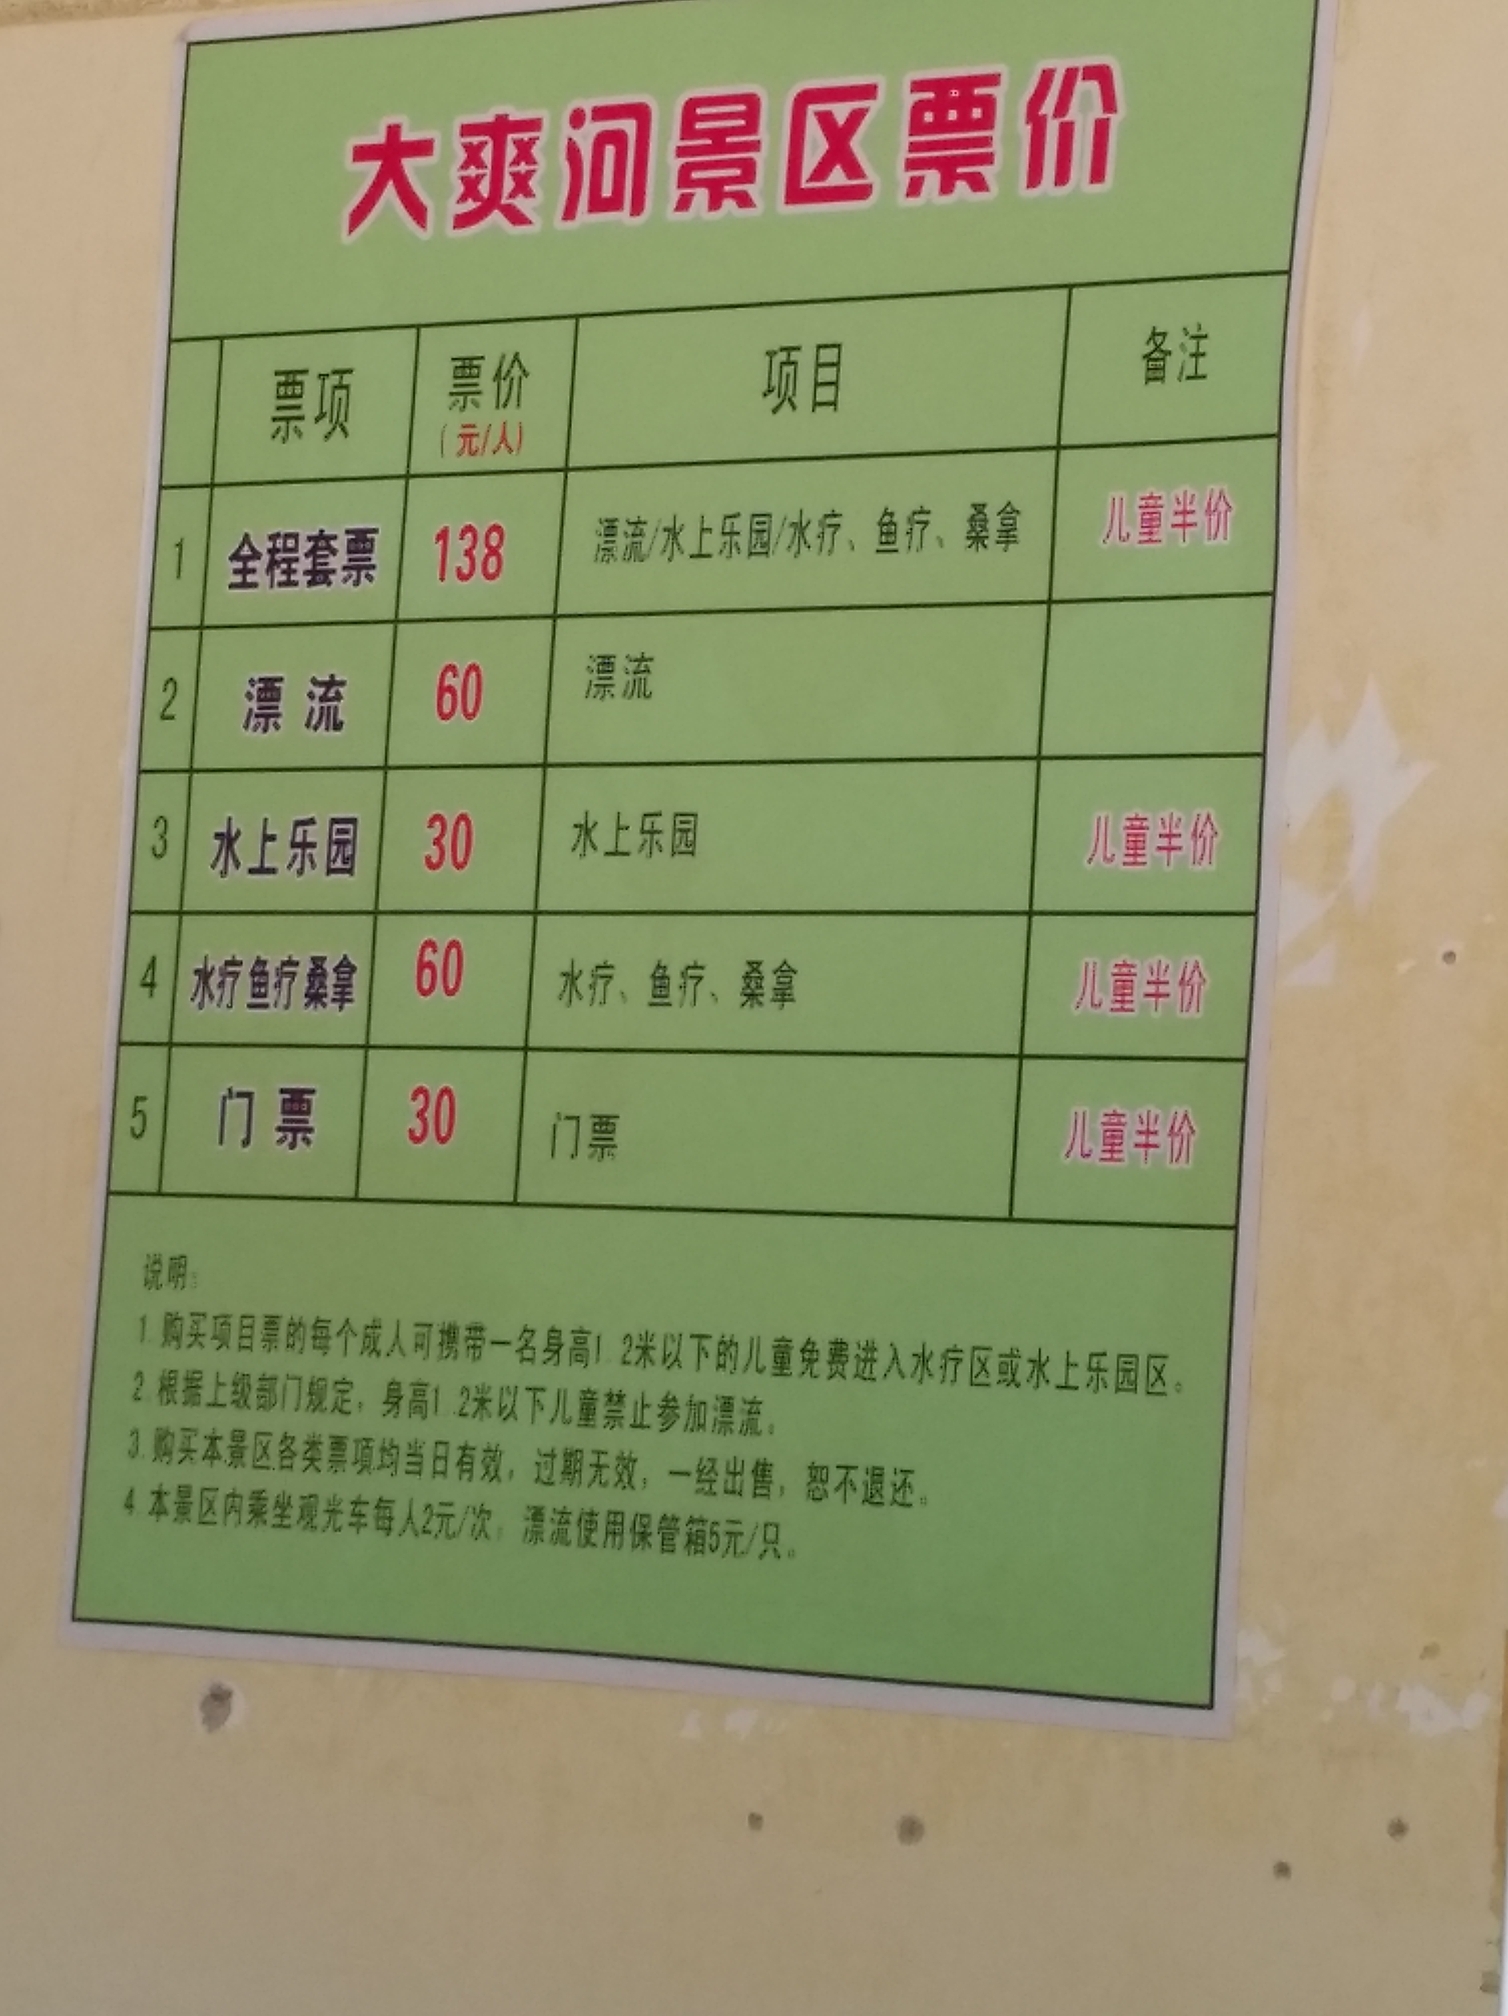 大爽河景区票价
票项 票价 项目 备注
(元/人)
1 全程套票 138 漂流/水上乐园/水疗、鱼疗、桑拿 儿童半价
2 漂流 60 漂流
3 水上乐园 30 水上乐园 儿童半价
4 水疗鱼疗桑拿 60 水疗、鱼疗、桑拿 儿童半价
5 门票 30 门票 儿童半价
说明:
1.购买项目票的每个成人可携带一名身高1.2米以下的儿童免费进入水疗区或水上乐园区。
2.根据上级部门规定，身高1.2米以下儿童禁止参加漂流。
3.购买本景区各类票项均当日有效，过期无效，一经出售，恕不退还。
4.本景区内乘坐观光车每人2元/次，漂流使用保管箱5元/只。